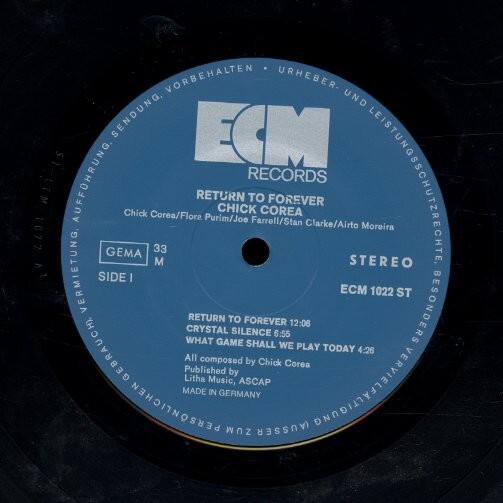 URHEBER- UND LEISTUNGSSCHUTZRECHTE, BESONDERS VERVIELFÄLTIGUNG (AUSSER ZUM PERSÖNLICHEN GEBRAUCH), VERMIETUNG, AUFFÜHRUNG, SENDUNG, VORBEHALTEN •
ECM
RECORDS
RETURN TO FOREVER
CHICK COREA
Chick Corea/Flora Purim/Joe Farrell/Stan Clarke/Airto Moreira
GEMA
33
M
STEREO
SIDE I
ECM 1022 ST
RETURN TO FOREVER 12:06
CRYSTAL SILENCE 6:55
WHAT GAME SHALL WE PLAY TODAY 4:26
All composed by Chick Corea
Published by
Litha Music, ASCAP
MADE IN GERMANY